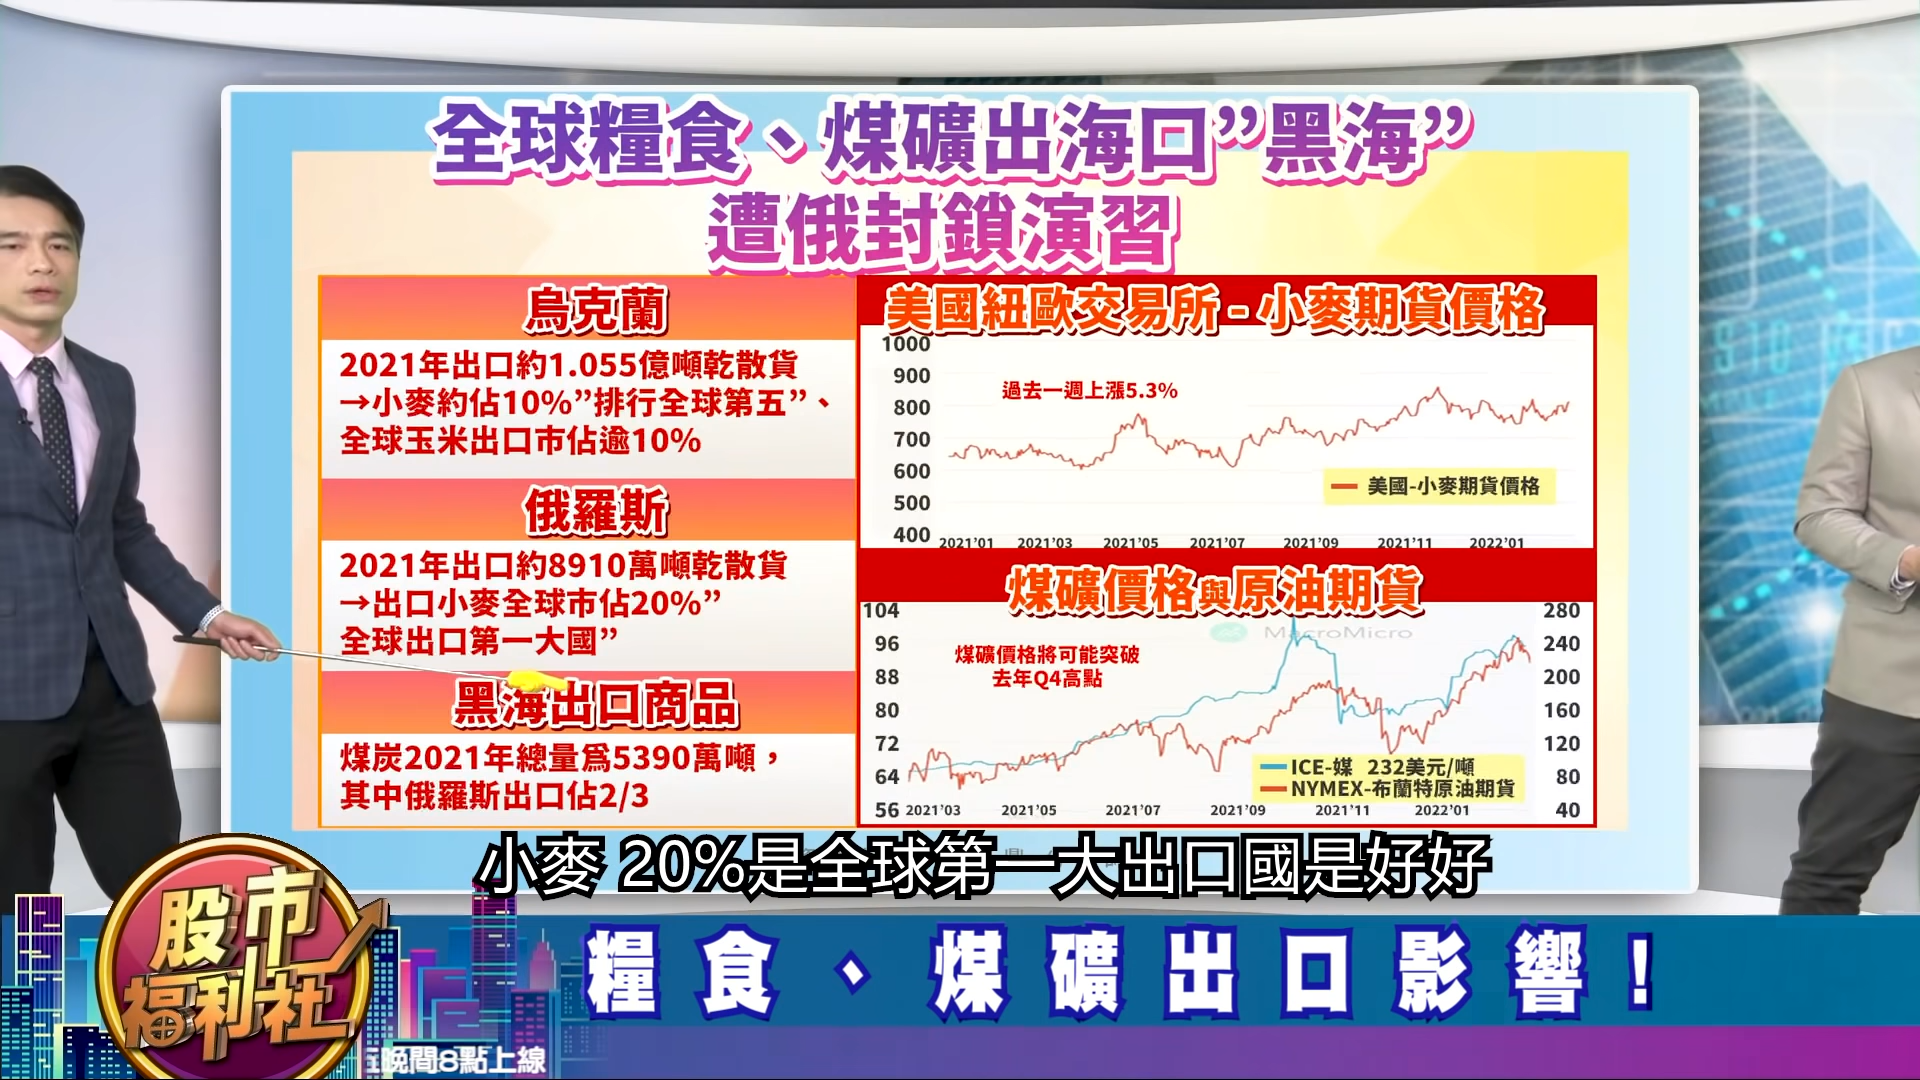 全球糧食、煤礦出海口”黑海”
遭俄封鎖演習
烏克蘭
2021年出口約1.055億噸乾散貨
→小麥約佔10%”排行全球第五”、
全球玉米出口市佔逾10%
俄羅斯
2021年出口約8910萬噸乾散貨
→出口小麥全球市佔20%”
全球出口第一大國”
黑海出口商品
煤炭2021年總量為5390萬噸，
其中俄羅斯出口佔2/3
美國紐歐交易所-小麥期貨價格
1000
900
800
700
600
500
400
過去一週上漲5.3%
美國-小麥期貨價格
2021'01 2021'03 2021'05 2021'07 2021'09 2021'11 2022'01
煤礦價格與原油期貨
104
96
88
80
72
64
56
MacroMicro
煤礦價格將可能突破
去年Q4高點
280
240
200
160
120
80
40
ICE-媒 232美元/噸
NYMEX-布蘭特原油期貨
2021'03 2021'05 2021'07 2021'09 2021'11 2022'01
小麥 20%是全球第一大出口國是好好
糧食、煤礦出口影響！
股市
福利社
晚間8點上線